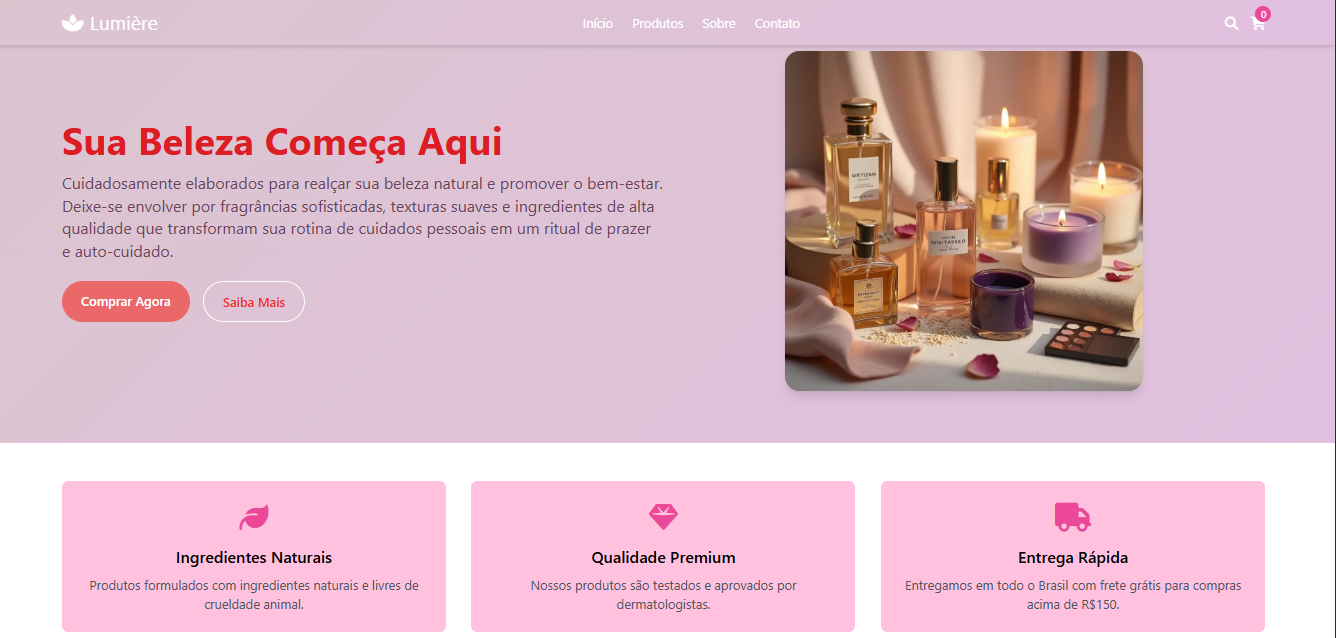 Lumière
Início Produtos Sobre Contato
0
Sua Beleza Começa Aqui
Cuidadosamente elaborados para realçar sua beleza natural e promover o bem-estar.
Deixe-se envolver por fragrâncias sofisticadas, texturas suaves e ingredientes de alta
qualidade que transformam sua rotina de cuidados pessoais em um ritual de prazer
e auto-cuidado.
Comprar Agora
Saiba Mais
Ingredientes Naturais
Produtos formulados com ingredientes naturais e livres de
crueldade animal.
Qualidade Premium
Nossos produtos são testados e aprovados por
dermatologistas.
Entrega Rápida
Entregamos em todo o Brasil com frete grátis para compras
acima de R$150.